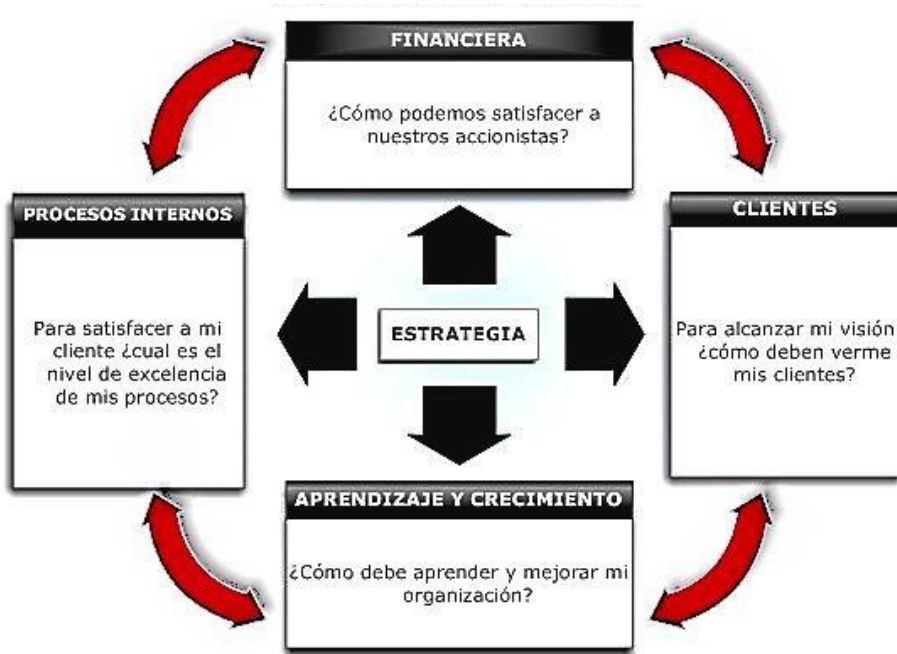 FINANCIERA
¿Cómo podemos satisfacer a
nuestros accionistas?
PROCESOS INTERNOS
Para satisfacer a mi
cliente ¿cual es el
nivel de excelencia
de mis procesos?
ESTRATEGIA
CLIENTES
Para alcanzar mi visión
¿cómo deben verme
mis clientes?
APRENDIZAJE Y CRECIMIENTO
¿Cómo debe aprender y mejorar mi
organización?